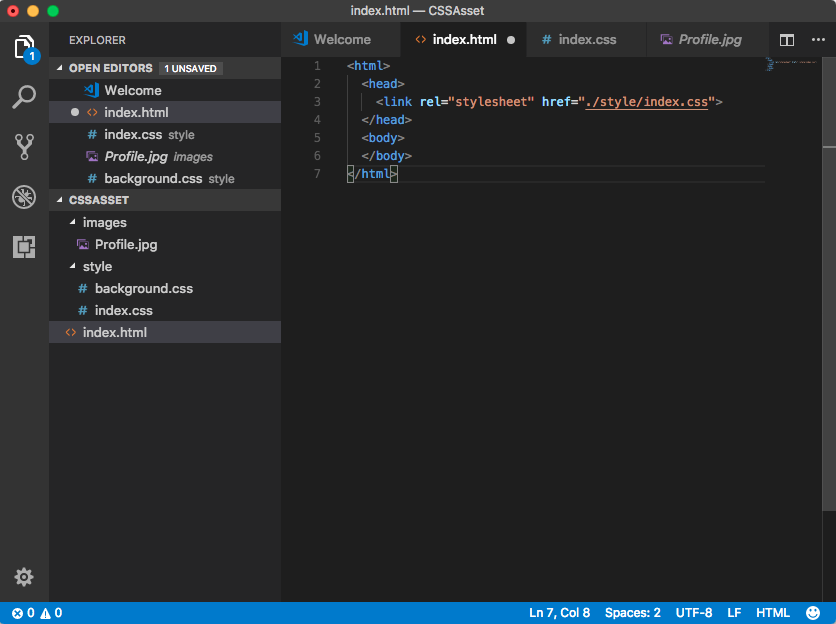 index.html — CSSAsset
EXPLORER
Welcome
index.html
index.css
Profile.jpg
1
OPEN EDITORS 1 UNSAVED
Welcome
index.html
index.css style
Profile.jpg images
background.css style
CSSASSET
images
Profile.jpg
style
background.css
index.css
index.html
1 <html>
2 <head>
3 <link rel="stylesheet" href="./style/index.css">
4 </head>
5 <body>
6 </body>
7 </html>
0 0
Ln 7, Col 8 Spaces: 2 UTF-8 LF HTML